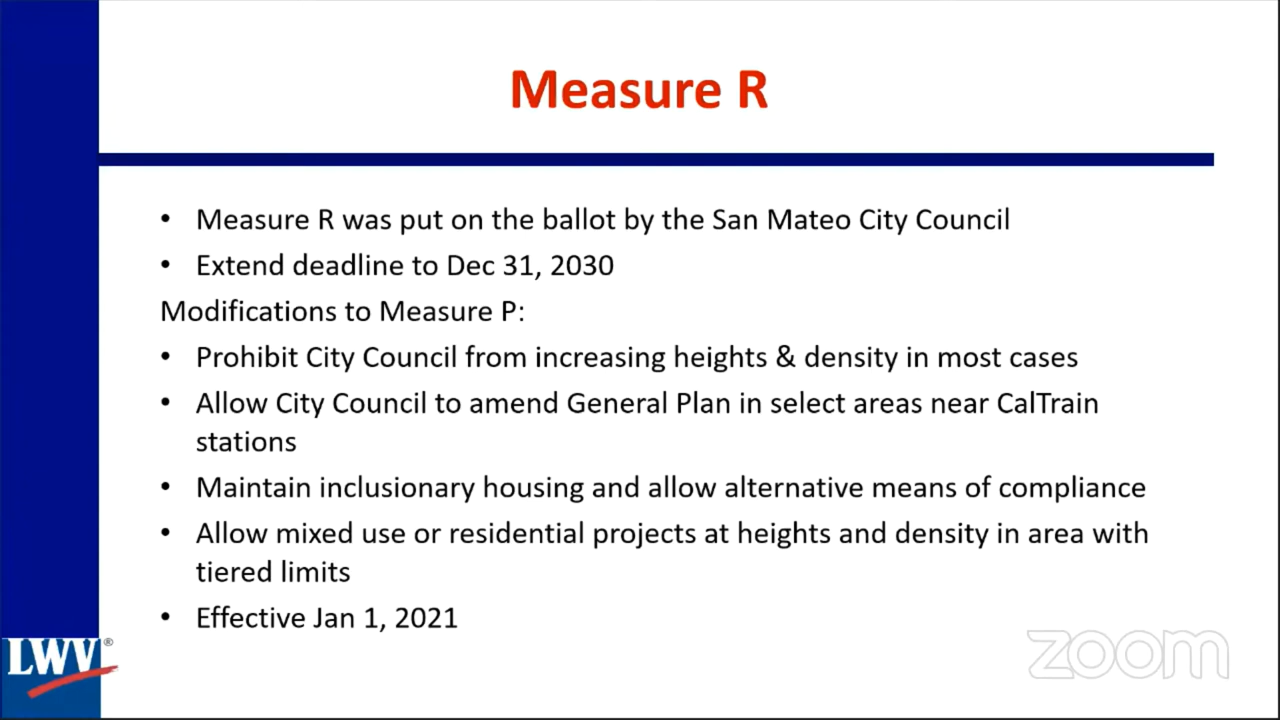 Measure R
• Measure R was put on the ballot by the San Mateo City Council
• Extend deadline to Dec 31, 2030
Modifications to Measure P:
• Prohibit City Council from increasing heights & density in most cases
• Allow City Council to amend General Plan in select areas near CalTrain
stations
• Maintain inclusionary housing and allow alternative means of compliance
• Allow mixed use or residential projects at heights and density in area with
tiered limits
• Effective Jan 1, 2021
LWV®
zoom